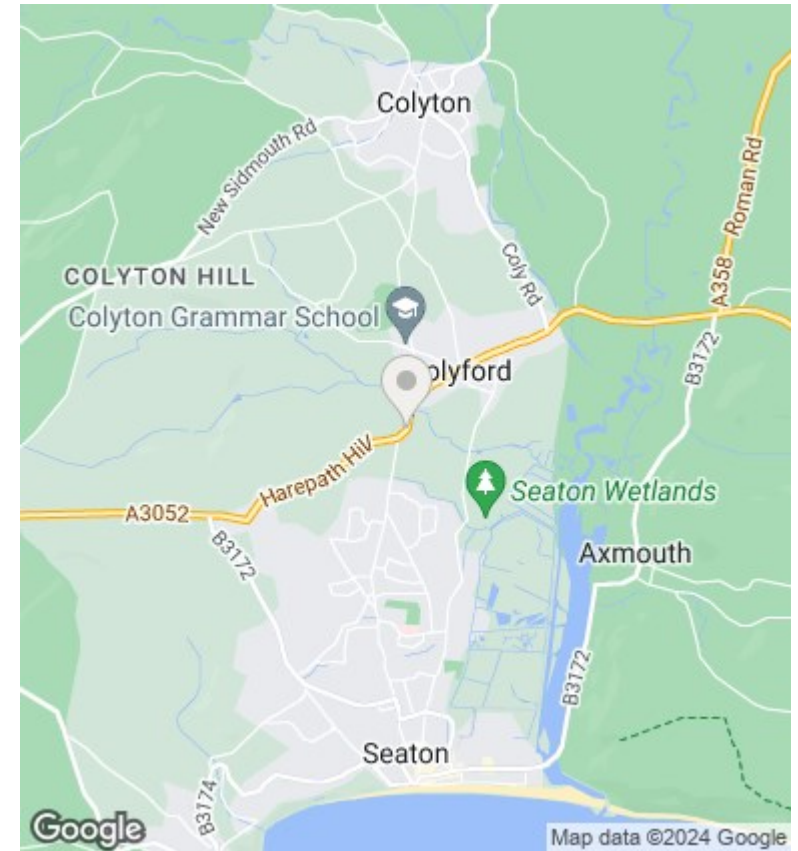 Colyton
New Sidmouth Rd
Roman Rd
A358
Coly Rd
COLYTON HILL
Colyton Grammar School
B3172
olyford
Harepath Hil
Seaton Wetlands
A3052
B3172
Axmouth
B3172
Seaton
B3174
Google
Map data ©2024 Google